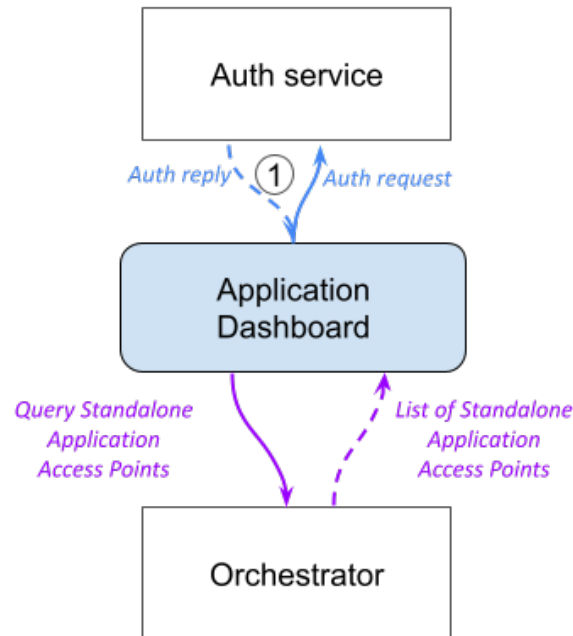 Auth service
Auth reply
1
Auth request
Application
Dashboard
Query Standalone
Application
Access Points
List of Standalone
Application
Access Points
Orchestrator